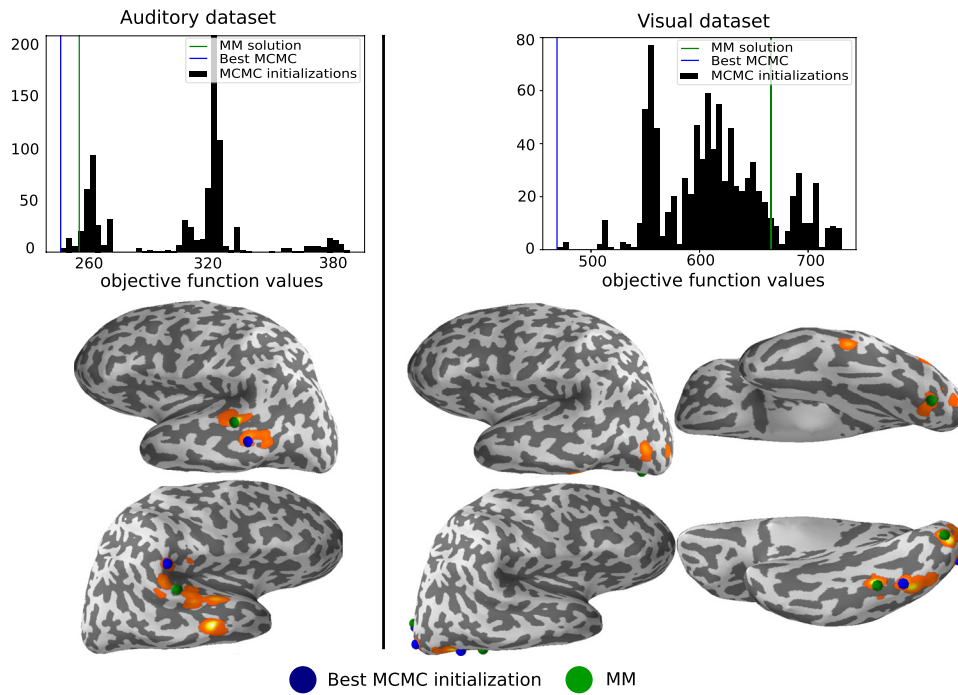 Auditory dataset
200
150
100
50
0
MM solution
Best MCMC
MCMC initializations
260
320
380
objective function values
Visual dataset
80
60
40
20
0
MM solution
Best MCMC
MCMC initializations
500
600
700
objective function values
Best MCMC initialization
MM